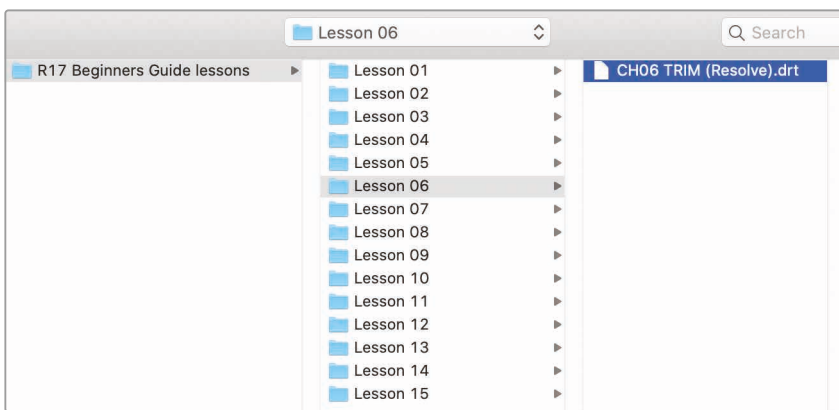 Lesson 06
Search
R17 Beginners Guide lessons
Lesson 01
Lesson 02
Lesson 03
Lesson 04
Lesson 05
Lesson 06
Lesson 07
Lesson 08
Lesson 09
Lesson 10
Lesson 11
Lesson 12
Lesson 13
Lesson 14
Lesson 15
CH06 TRIM (Resolve).drt